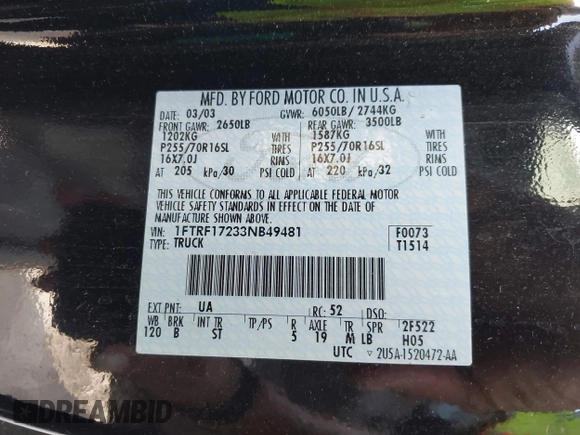 MFD. BY FORD MOTOR CO. IN U.S.A.
DATE: 03/03 GVWR: 6050LB/ 2744KG
FRONT GAWR: 2650LB REAR GAWR: 3500LB
1202KG WITH 1587KG WITH
P255/70R16SL TIRES P255/70R16SL TIRES
16X7.0J RIMS 16X7.0J RIMS
AT 205 kPa/30 PSI COLD AT 220 kPa/32 PSI COLD
THIS VEHICLE CONFORMS TO ALL APPLICABLE FEDERAL MOTOR
VEHICLE SAFETY STANDARDS IN EFFECT ON THE DATE OF
MANUFACTURE SHOWN ABOVE.
VIN: 1FTRF17233NB49481 F0073
TYPE: TRUCK T1514
EXT PNT: UA RC: 52 DSO:
WB BRK INT TR TP/PS R AXLE TR SPR 2F522
120 B ST 5 19 M LB H05
UTC 2U5A-1520472-AA
DREAMBID